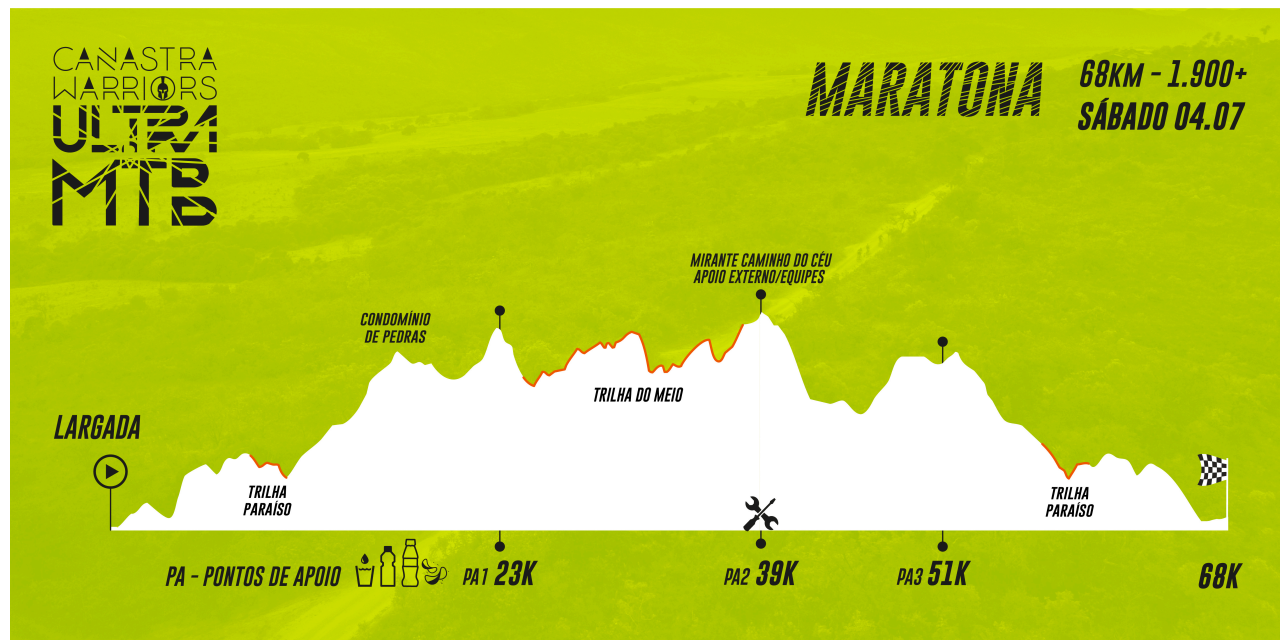 CANASTRA
WARRIORS
ULTRA
MTB
MARATONA
68KM - 1.900+
SÁBADO 04.07
MIRANTE CAMINHO DO CÉU
APOIO EXTERNO/EQUIPES
CONDOMÍNIO
DE PEDRAS
TRILHA DO MEIO
LARGADA
TRILHA
PARAÍSO
TRILHA
PARAÍSO
PA - PONTOS DE APOIO
PA1 23K
PA2 39K
PA3 51K
68K